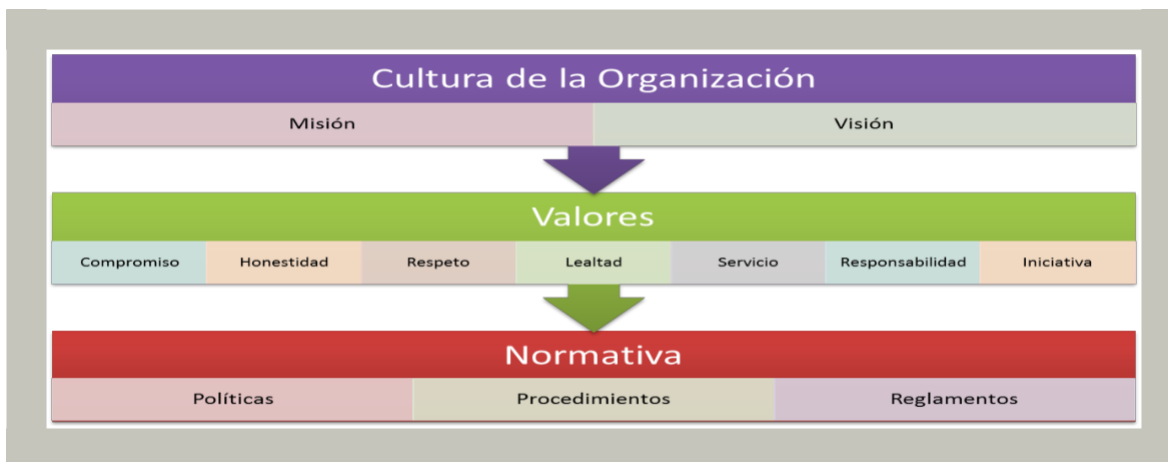 Cultura de la Organización
Misión Visión
Valores
Compromiso Honestidad Respeto Lealtad Servicio Responsabilidad Iniciativa
Normativa
Políticas Procedimientos Reglamentos